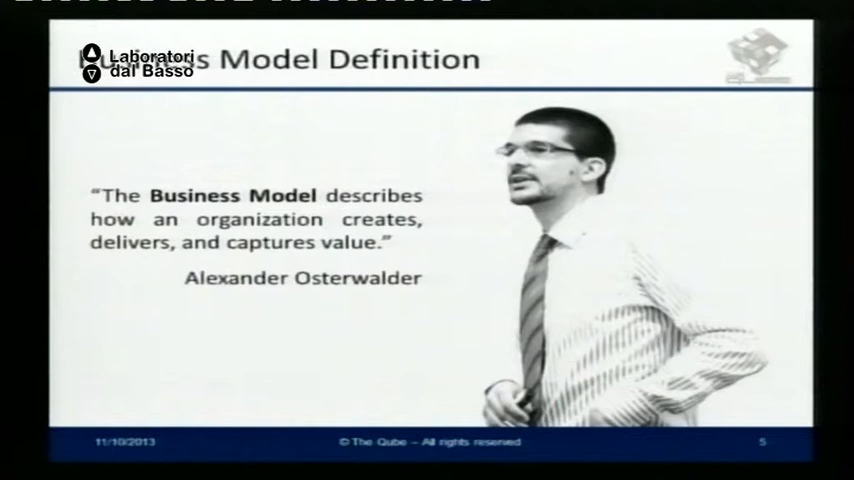 Laboratori
dal Basso
Business Model Definition
“The Business Model describes
how an organization creates,
delivers, and captures value.”
Alexander Osterwalder
11/10/2013
© The Qube – All rights reserved
5